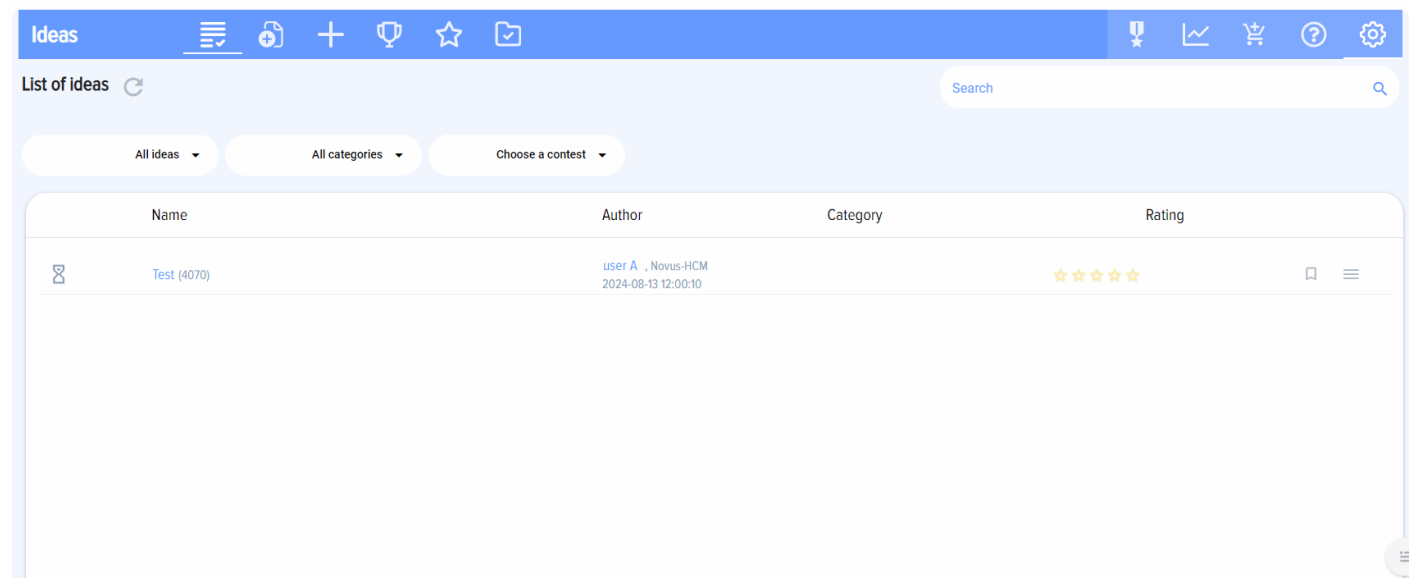 Ideas
List of ideas
Search
All ideas
All categories
Choose a contest
Name Author Category Rating
Test (4070)
user A , Novus-HCM
2024-08-13 12:00:10